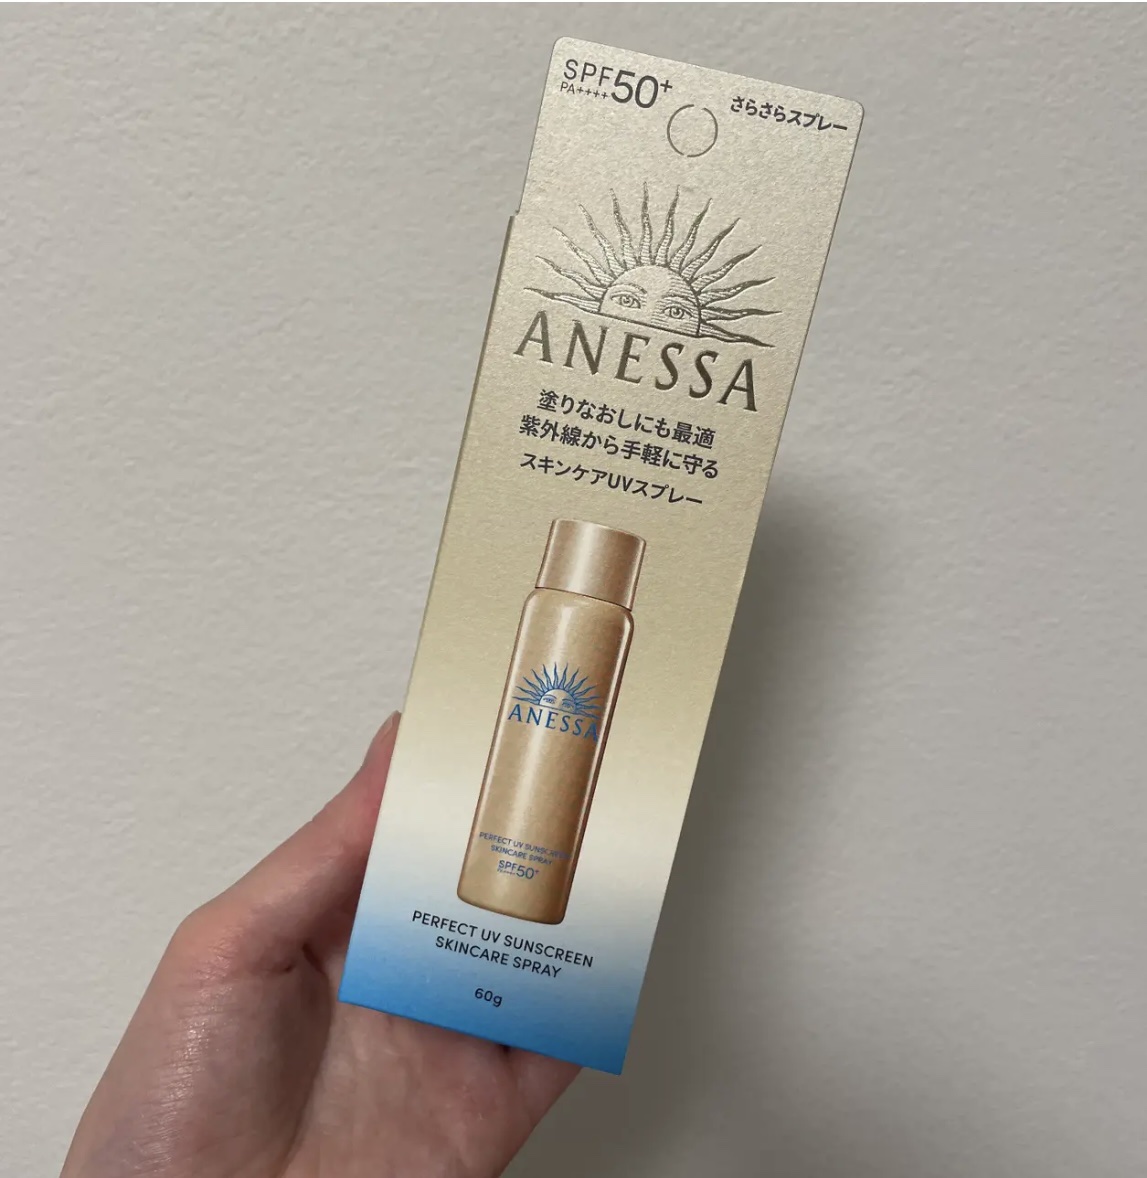 SPF50+
PA++++
さらさらスプレー
ANESSA
塗りなおしにも最適
紫外線から手軽に守る
スキンケアUVスプレー
ANESSA
PERFECT UV SUNSCREEN
SKINCARE SPRAY
SPF50+
PA++++
PERFECT UV SUNSCREEN
SKINCARE SPRAY
60g